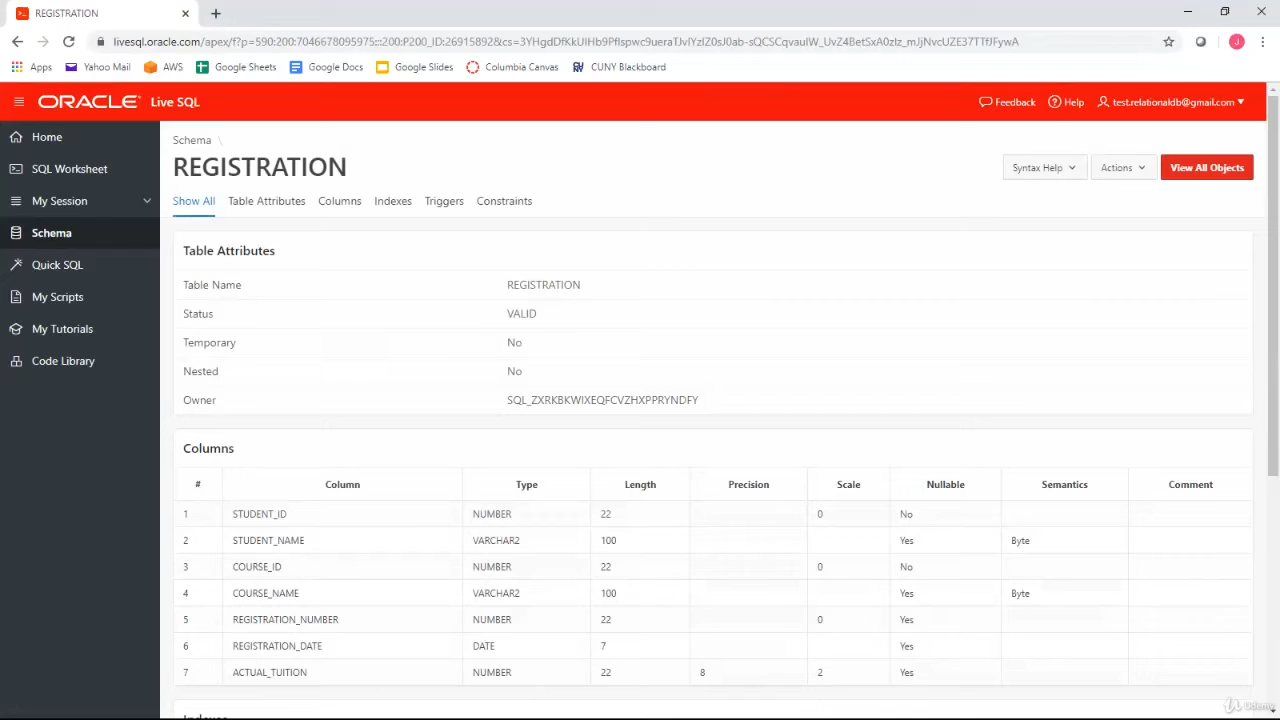 REGISTRATION
livesql.oracle.com/apex/f?p=590:200:7046678095975:::200:P200_ID:26915892&cs=3YHgdDfKkUIHb9Pflspwc9ueraTJvIYzlZ0sJ0ab-sQCSCqvauIW_UvZ4BetSxA0zIz_mJjNvcUZE37TTfJFywA
Apps Yahoo Mail AWS Google Sheets Google Docs Google Slides Columbia Canvas CUNY Blackboard
ORACLE Live SQL Feedback Help test.relationaldb@gmail.com
Home
SQL Worksheet
My Session
Schema
Quick SQL
My Scripts
My Tutorials
Code Library
Schema \
REGISTRATION
Syntax Help Actions View All Objects
Show All Table Attributes Columns Indexes Triggers Constraints
Table Attributes
Table Name REGISTRATION
Status VALID
Temporary No
Nested No
Owner SQL_ZXRKBKWIXEQFCVZHXPPRYNDFY
Columns
# Column Type Length Precision Scale Nullable Semantics Comment
1 STUDENT_ID NUMBER 22 0 No
2 STUDENT_NAME VARCHAR2 100 Yes Byte
3 COURSE_ID NUMBER 22 0 No
4 COURSE_NAME VARCHAR2 100 Yes Byte
5 REGISTRATION_NUMBER NUMBER 22 0 Yes
6 REGISTRATION_DATE DATE 7 Yes
7 ACTUAL_TUITION NUMBER 22 8 2 Yes
Indexes
Udemy